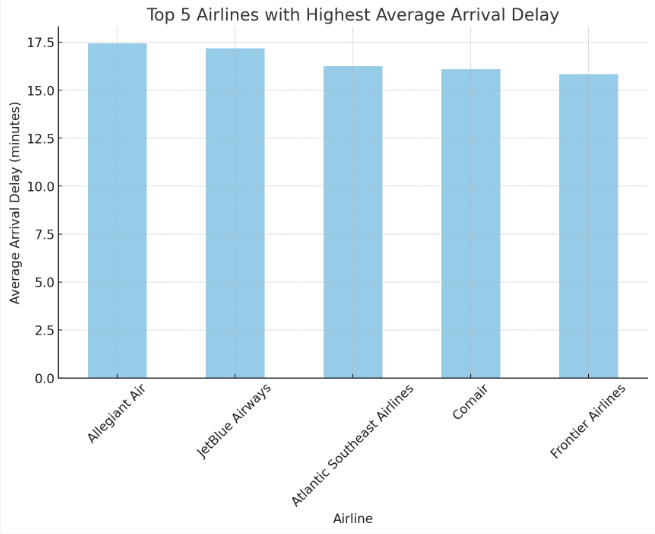 Top 5 Airlines with Highest Average Arrival Delay
Average Arrival Delay (minutes)
17.5
15.0
12.5
10.0
7.5
5.0
2.5
0.0
Allegiant Air
JetBlue Airways
Atlantic Southeast Airlines
Comair
Frontier Airlines
Airline